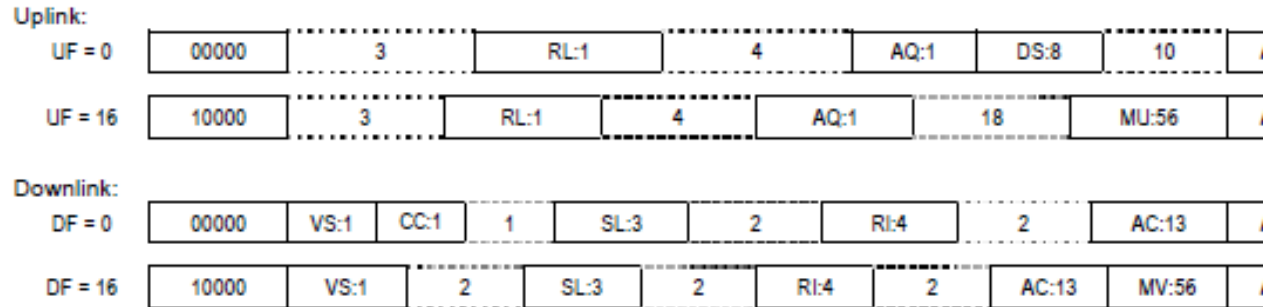 Uplink:
UF = 0 00000 3 RL:1 4 AQ:1 DS:8 10
UF = 16 10000 3 RL:1 4 AQ:1 18 MU:56
Downlink:
DF = 0 00000 VS:1 CC:1 1 SL:3 2 RI:4 2 AC:13
DF = 16 10000 VS:1 2 SL:3 2 RI:4 2 AC:13 MV:56